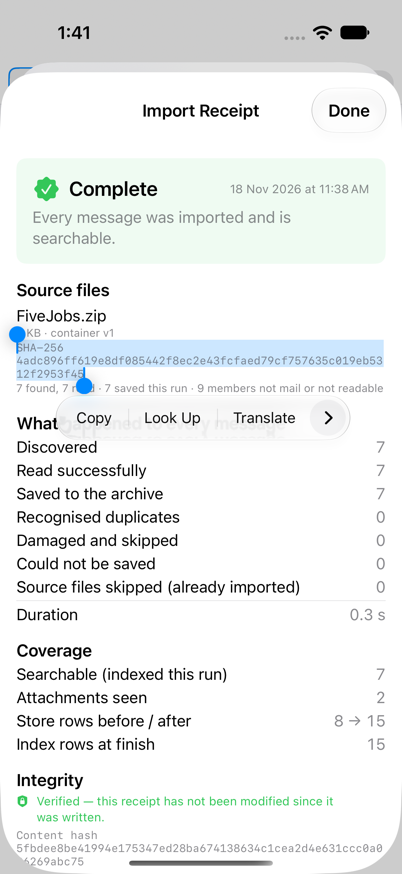 1:41
Import Receipt
Done
Complete
18 Nov 2026 at 11:38 AM
Every message was imported and is
searchable.
Source files
FiveJobs.zip
KB · container v1
SHA-256
4adc896ff619e8df085442f8ec2e43fcfaed79cf757635c019eb53
12f2953f45
7 found, 7 read · 7 saved this run · 9 members not mail or not readable
Copy
Look Up
Translate
What happened to every message
Discovered 7
Read successfully 7
Saved to the archive 7
Recognised duplicates 0
Damaged and skipped 0
Could not be saved 0
Source files skipped (already imported) 0
Duration 0.3 s
Coverage
Searchable (indexed this run) 7
Attachments seen 2
Store rows before / after 8 → 15
Index rows at finish 15
Integrity
Verified — this receipt has not been modified since it
was written.
Content hash
5fbdee8be41994e175347ed28ba674138634c1cea2d4e631ccc0a0
6269abc75